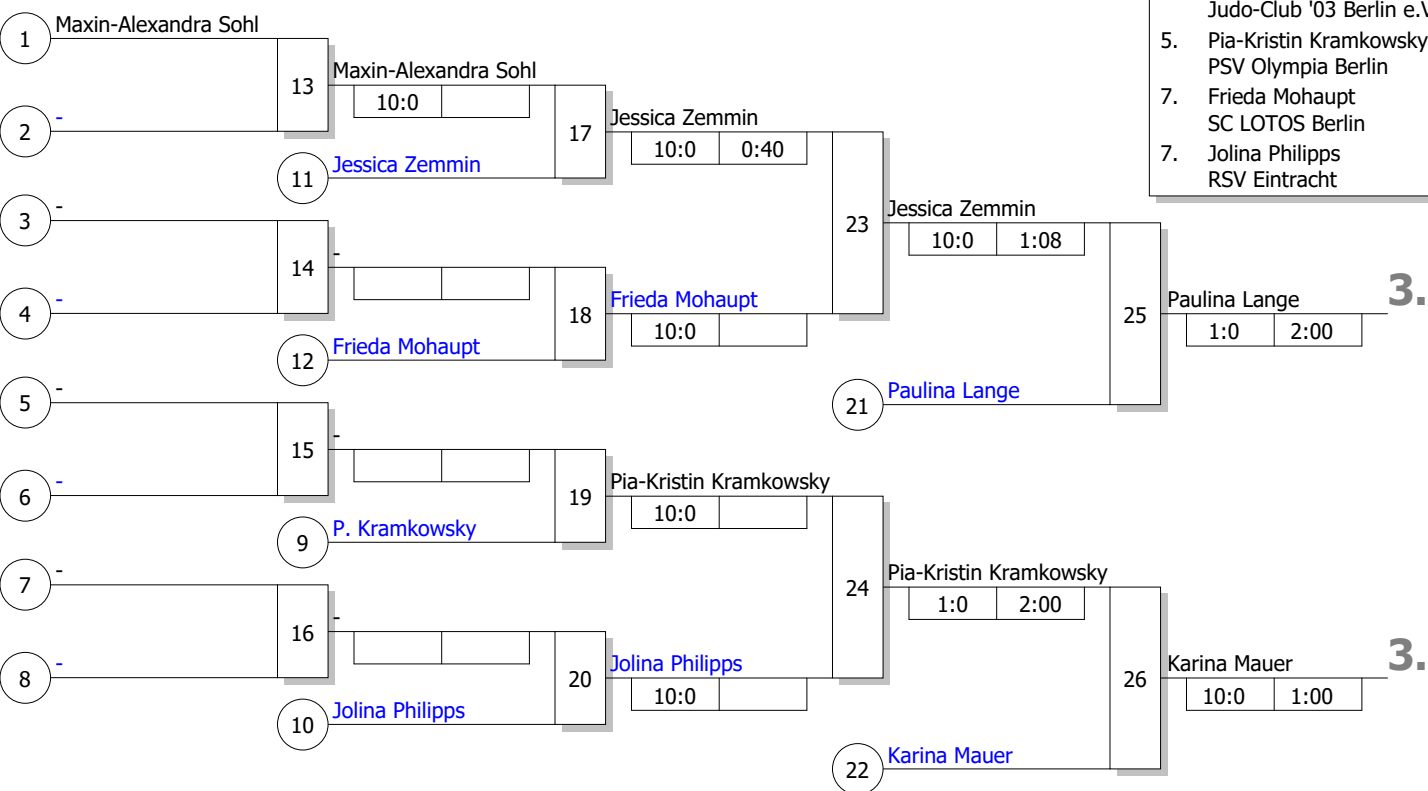 Judo-Club '03 Berlin e.V
5. Pia-Kristin Kramkowsky
PSV Olympia Berlin
7. Frieda Mohaupt
SC LOTOS Berlin
7. Jolina Philipps
RSV Eintracht
1 Maxin-Alexandra Sohl
2 -
13 Maxin-Alexandra Sohl
10:0
11 Jessica Zemmin
17 Jessica Zemmin
10:0 0:40
3 -
4 -
14 -
12 Frieda Mohaupt
18 Frieda Mohaupt
10:0
23 Jessica Zemmin
10:0 1:08
21 Paulina Lange
25 Paulina Lange 3.
1:0 2:00
5 -
6 -
15 -
9 P. Kramkowsky
19 Pia-Kristin Kramkowsky
10:0
7 -
8 -
16 -
10 Jolina Philipps
20 Jolina Philipps
10:0
24 Pia-Kristin Kramkowsky
1:0 2:00
22 Karina Mauer
26 Karina Mauer 3.
10:0 1:00